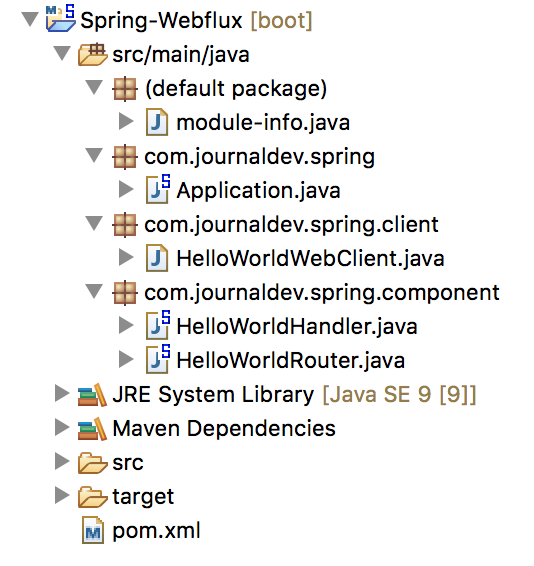 Spring-Webflux [boot]
src/main/java
(default package)
module-info.java
com.journaldev.spring
Application.java
com.journaldev.spring.client
HelloWorldWebClient.java
com.journaldev.spring.component
HelloWorldHandler.java
HelloWorldRouter.java
JRE System Library [Java SE 9 [9]]
Maven Dependencies
src
target
pom.xml